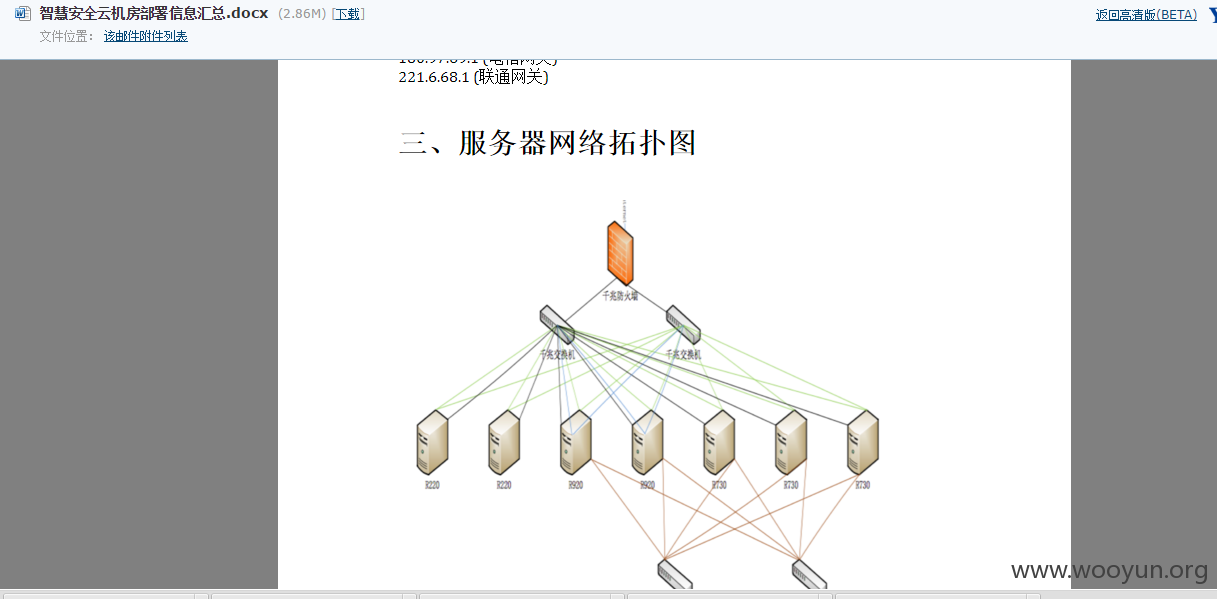 智慧安全云机房部署信息汇总.docx (2.86M) [下载]
返回高清版(BETA)
文件位置： 该邮件附件列表
180.97.89.1 (电信网关)
221.6.68.1 (联通网关)
三、服务器网络拓扑图
千兆防火墙
千兆交换机 千兆交换机
R220 R220 R920 R920 R730 R730 R730
www.wooyun.org